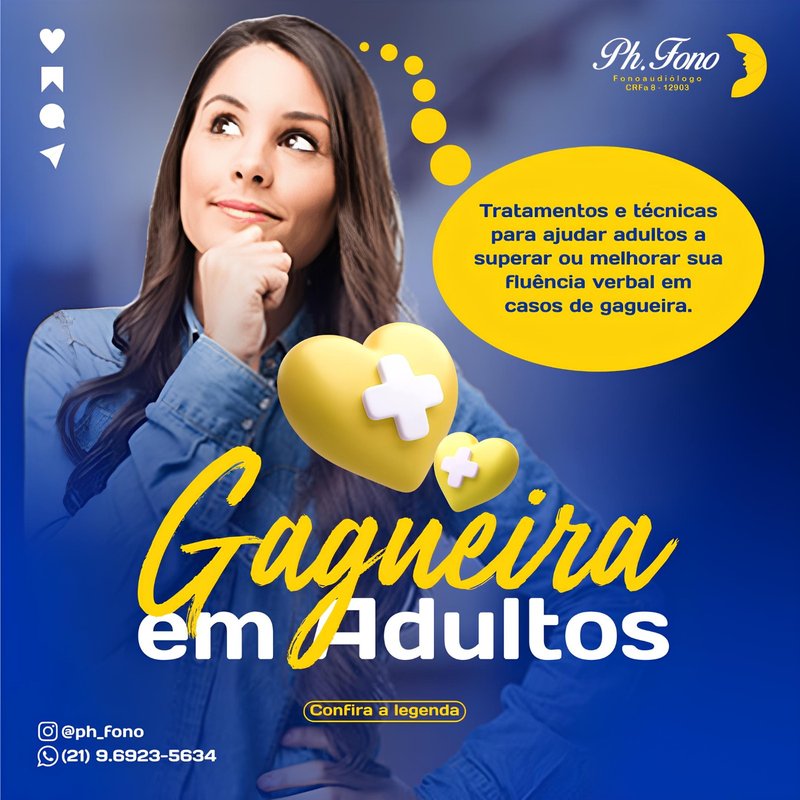 Ph. Fono
Fonoaudiólogo
CRFa 8 - 12903
Tratamentos e técnicas
para ajudar adultos a
superar ou melhorar sua
fluência verbal em
casos de gagueira.
Gagueira
em Adultos
Confira a legenda
@ph_fono
(21) 9.6923-5634